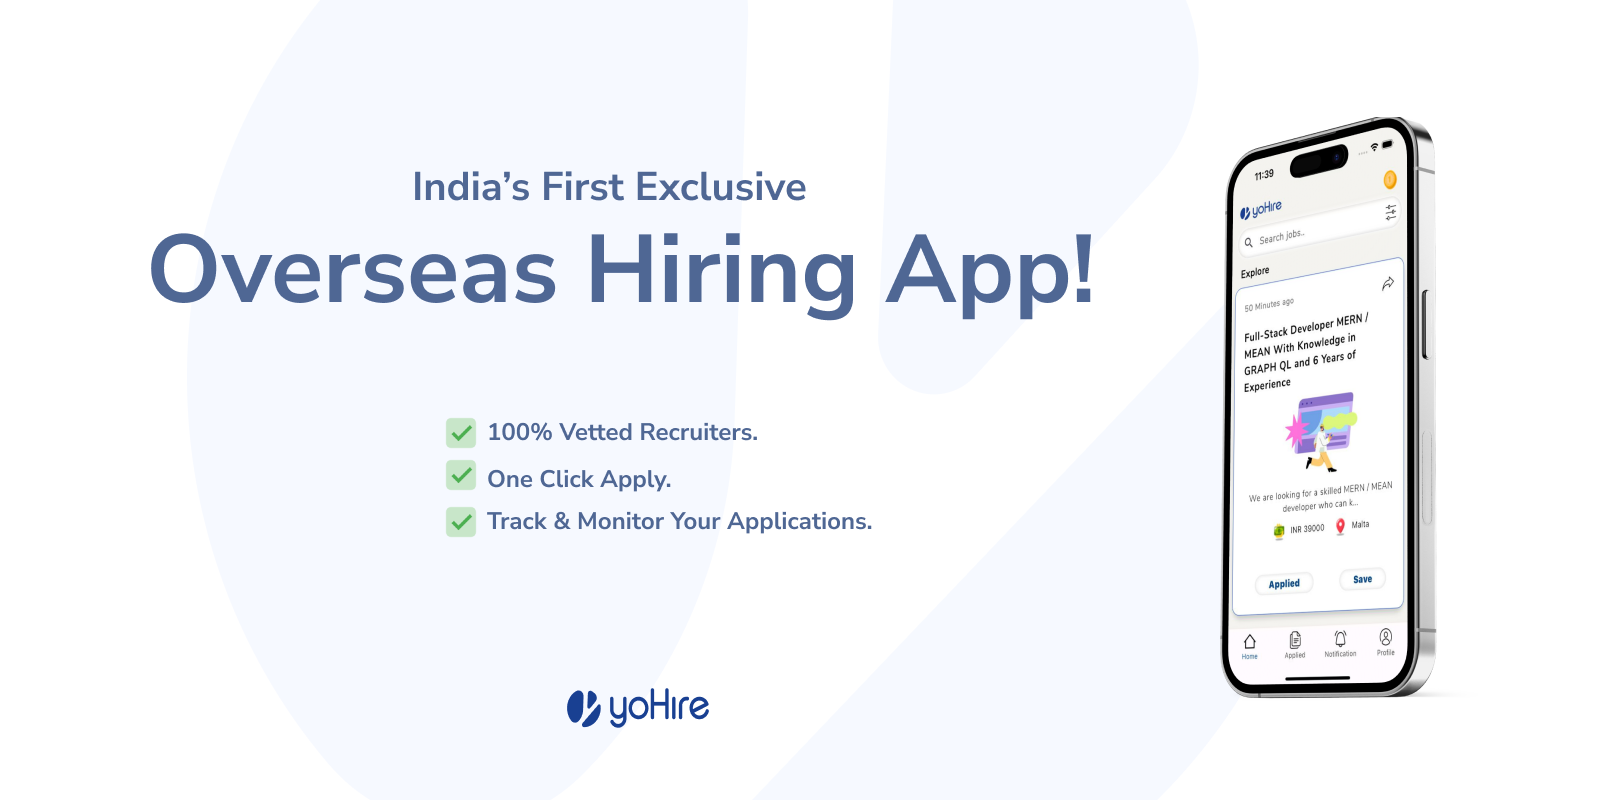 India's First Exclusive
Overseas Hiring App!
100% Vetted Recruiters.
One Click Apply.
Track & Monitor Your Applications.
yoHire
11:39
yoHire
Search jobs..
Explore
50 Minutes ago
Full-Stack Developer MERN /
MEAN With Knowledge in
GRAPH QL and 6 Years of
Experience
We are looking for a skilled MERN / MEAN
developer who can k...
INR 39000 Malta
Applied Save
Home Applied Notification Profile